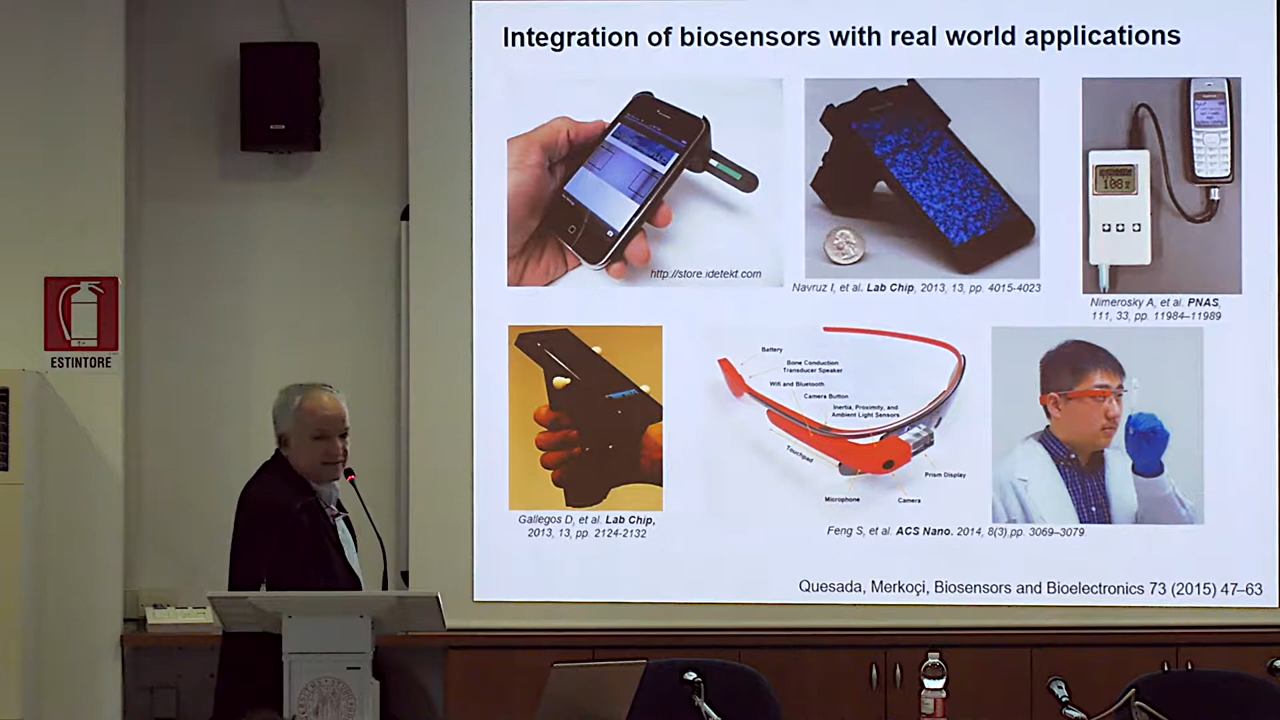 Integration of biosensors with real world applications
http://store.idetekt.com
Navruz I, et al. Lab Chip, 2013, 13, pp. 4015-4023
108
Nimerosky A, et al. PNAS,
111, 33, pp. 11984–11989
ESTINTORE
Battery
Bone Conduction
Transducer Speaker
Wifi and Bluetooth
Camera Button
Inertia, Proximity, and
Ambient Light Sensors
Touchpad
Prism Display
Microphone
Camera
Gallegos D, et al. Lab Chip,
2013, 13, pp. 2124-2132
Feng S, et al. ACS Nano. 2014, 8(3),pp. 3069–3079
Quesada, Merkoçi, Biosensors and Bioelectronics 73 (2015) 47–63